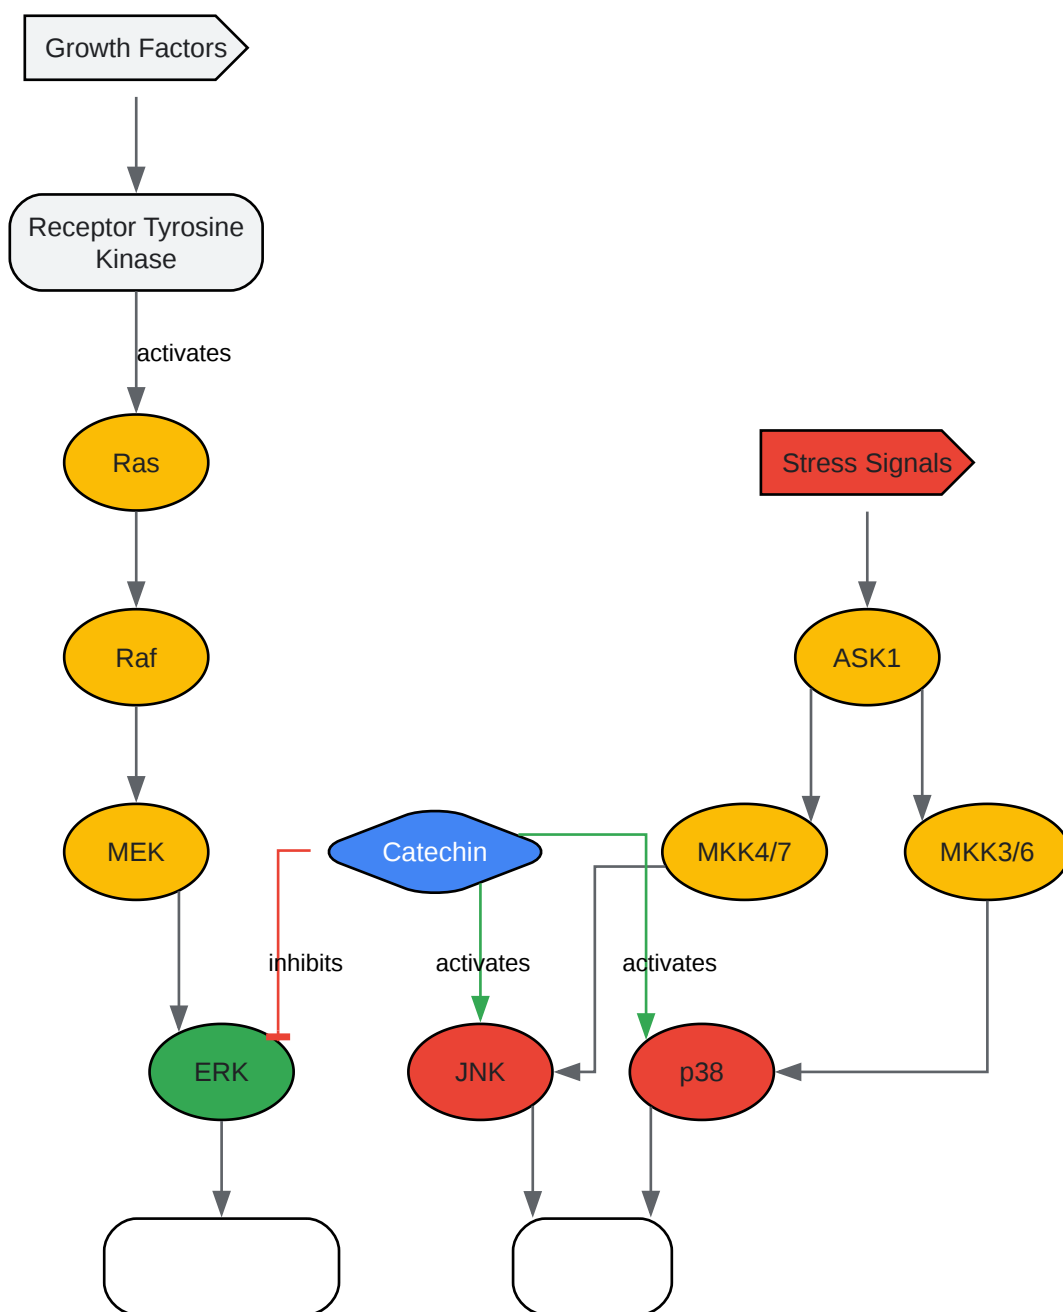 Growth Factors
Receptor Tyrosine
Kinase
activates
Ras
Stress Signals
Raf
ASK1
MEK
Catechin
MKK4/7
MKK3/6
inhibits
activates
activates
ERK
JNK
p38